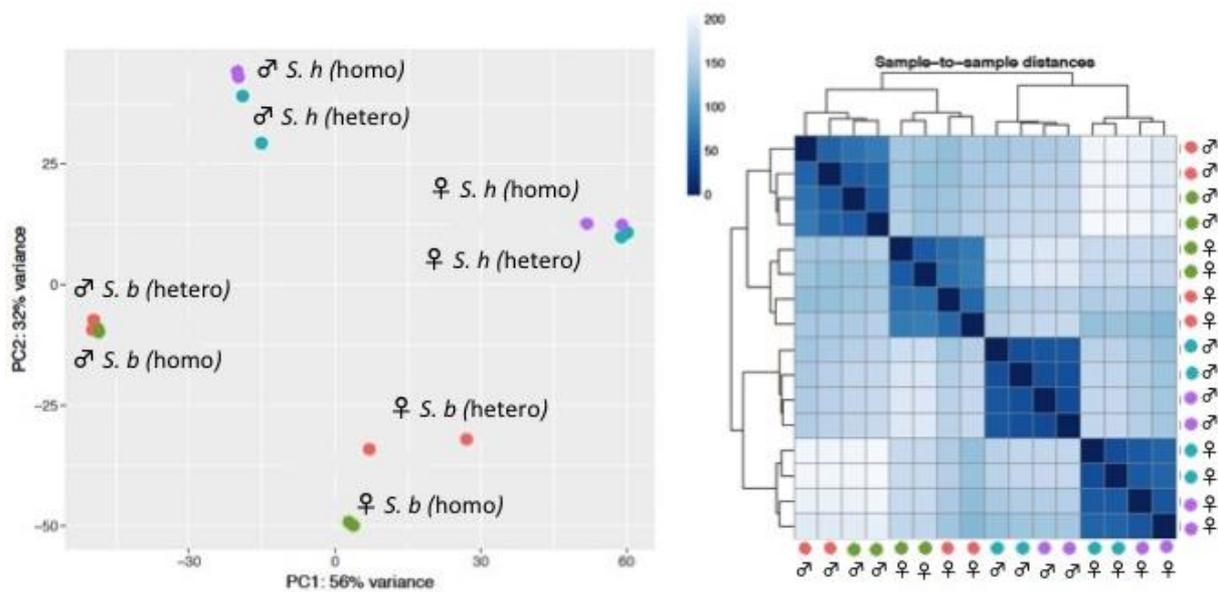 ♂ S. h (homo)
♂ S. h (hetero)
♀ S. h (homo)
♀ S. h (hetero)
♂ S. b (hetero)
♂ S. b (homo)
♀ S. b (hetero)
♀ S. b (homo)
25
0
−25
−50
PC2: 32% variance
−30
0
30
60
PC1: 56% variance
200
150
100
50
0
Sample−to−sample distances
♂
♂
♂
♂
♀
♀
♀
♀
♂
♂
♂
♂
♀
♀
♀
♀
♂ ♂ ♂ ♂ ♀ ♀ ♀ ♀ ♂ ♂ ♂ ♂ ♀ ♀ ♀ ♀